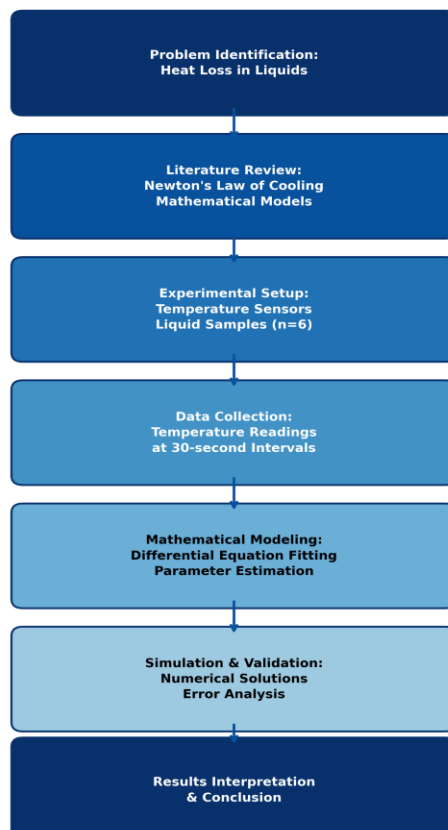 Problem Identification:
Heat Loss in Liquids
Literature Review:
Newton's Law of Cooling
Mathematical Models
Experimental Setup:
Temperature Sensors
Liquid Samples (n=6)
Data Collection:
Temperature Readings
at 30-second Intervals
Mathematical Modeling:
Differential Equation Fitting
Parameter Estimation
Simulation & Validation:
Numerical Solutions
Error Analysis
Results Interpretation
& Conclusion